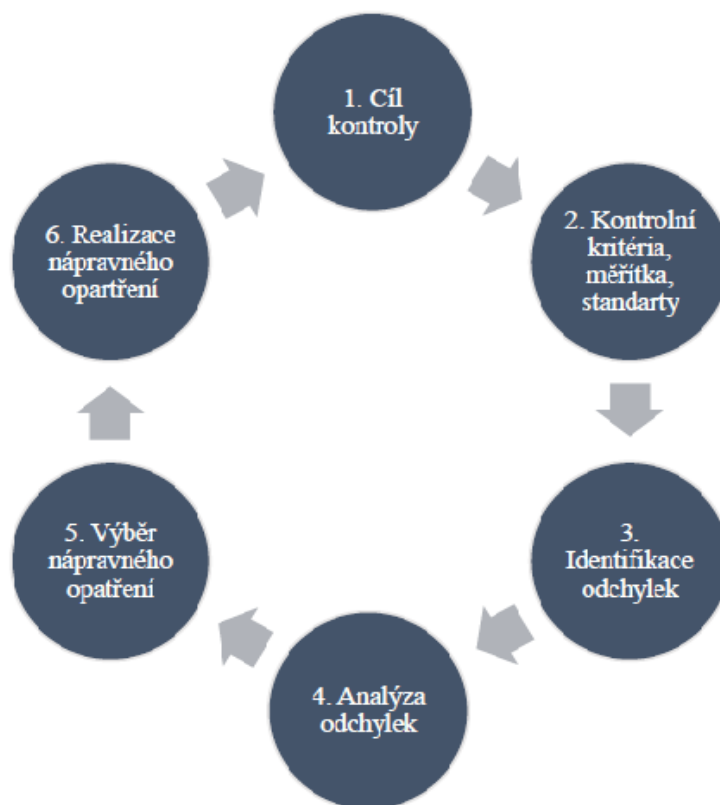 1. Cíl
kontroly
2. Kontrolní
kritéria,
měřítka,
standarty
3.
Identifikace
odchylek
4. Analýza
odchylek
5. Výběr
nápravného
opatření
6. Realizace
nápravného
opartření